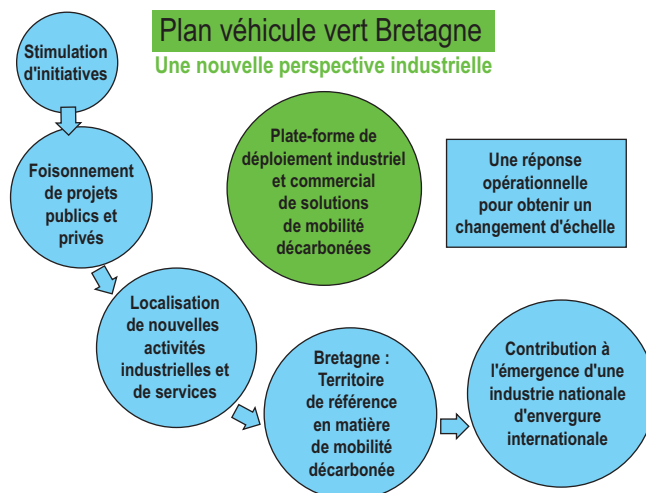 Plan véhicule vert Bretagne
Une nouvelle perspective industrielle
Stimulation
d'initiatives
Foisonnement
de projets
publics et
privés
Plate-forme de
déploiement industriel
et commercial
de solutions
de mobilité
décarbonées
Une réponse
opérationnelle
pour obtenir un
changement d'échelle
Localisation
de nouvelles
activités
industrielles et
de services
Bretagne :
Territoire
de référence
en matière
de mobilité
décarbonée
Contribution à
l'émergence d'une
industrie nationale
d'envergure
internationale